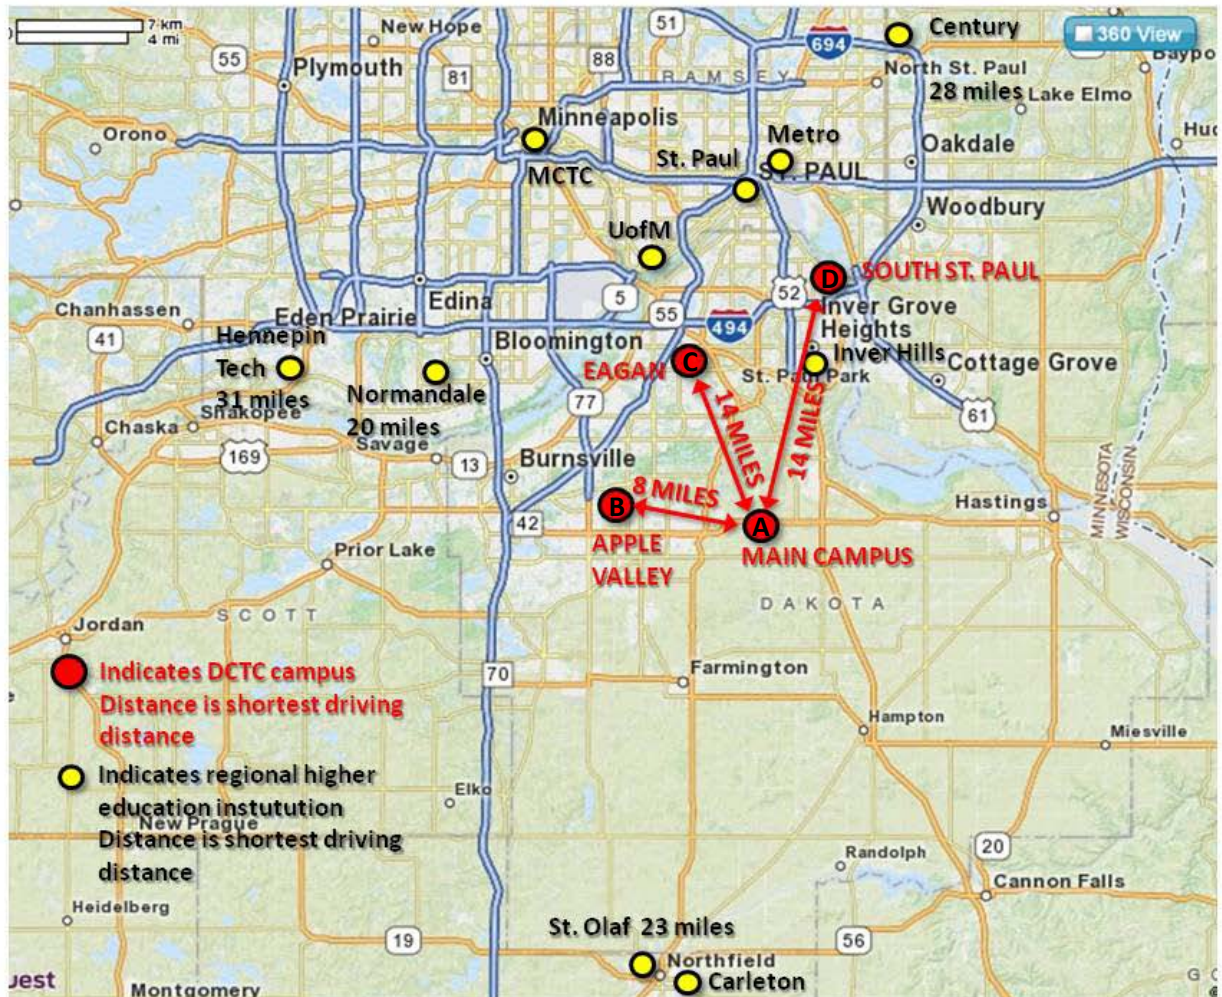 7 km
4 mi
New Hope
51
694
Century
360 View
Baypo
55
Plymouth
81
88
RAMSEY
North St. Paul
28 miles
Lake Elmo
Orono
Minneapolis
Metro
Oakdale
Huc
MCTC
St. Paul
ST. PAUL
Woodbury
UofM
D SOUTH ST. PAUL
5
52
Chanhassen
Edina
55
Inver Grove
Heights
41
Eden Prairie
494
Hennepin
Tech
31 miles
Bloomington
C
EAGAN
Inver Hills
St. Paul Park
Cottage Grove
Normandale
20 miles
Shakopee
77
14 MILES
14 MILES
61
Chaska
Savage
169
13
Burnsville
8 MILES
B
A
Hastings
MINNESOTA
WISCONSIN
42
APPLE
VALLEY
MAIN CAMPUS
Prior Lake
DAKOTA
SCOTT
Jordan
Indicates DCTC campus
Distance is shortest driving
distance
70
Farmington
Hampton
Miesville
Indicates regional higher
education instutution
Distance is shortest driving
distance
Elko
New Prague
20
Randolph
Cannon Falls
Heidelberg
St. Olaf 23 miles
19
56
Northfield
Carleton
uest
Montgomery
G O